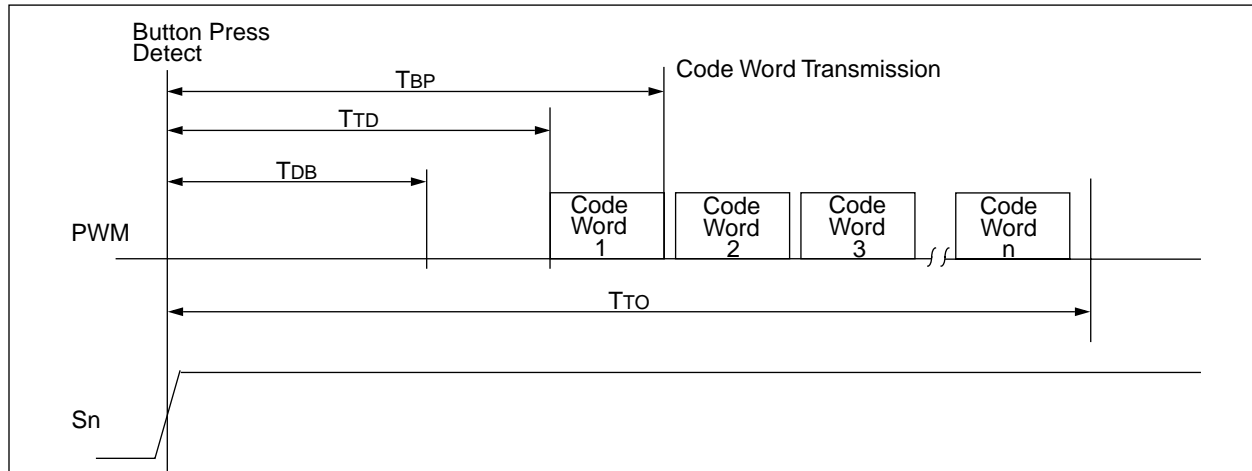 Button Press
Detect
Code Word Transmission
TBP
TTD
TDB
PWM
Code
Word
1
Code
Word
2
Code
Word
3
Code
Word
n
TTO
Sn